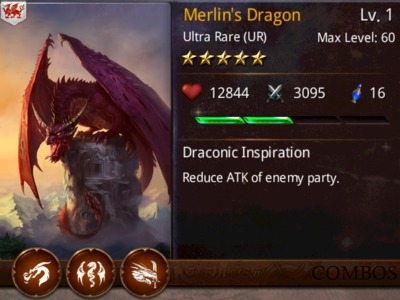 Merlin's Dragon Lv. 1
Ultra Rare (UR) Max Level: 60
12844 3095 16
Draconic Inspiration
Reduce ATK of enemy party.
COMBOS